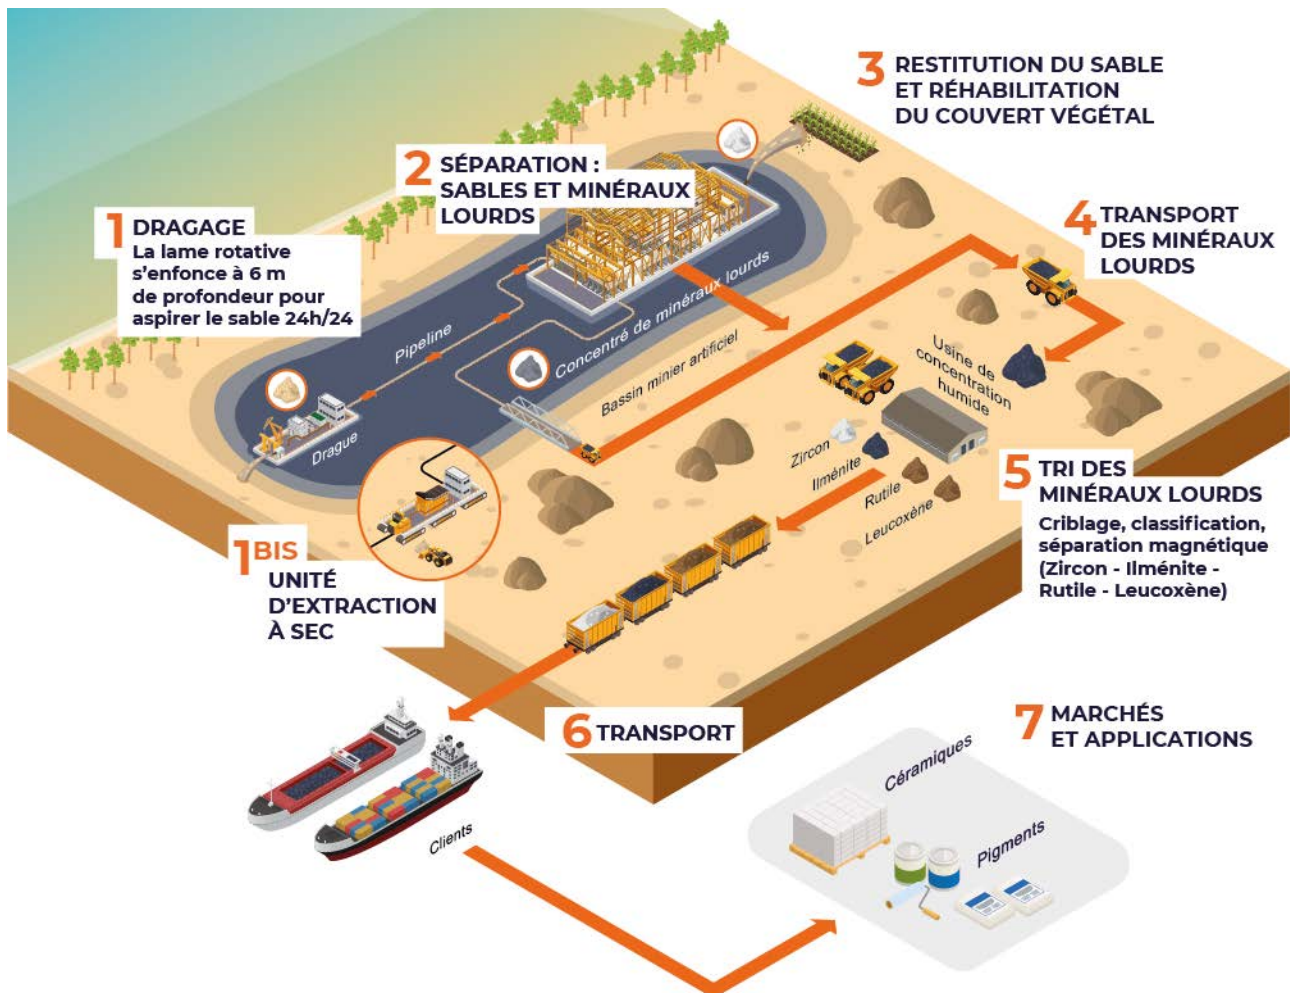 3 RESTITUTION DU SABLE
ET RÉHABILITATION
DU COUVERT VÉGÉTAL
2 SÉPARATION :
SABLES ET MINÉRAUX
LOURDS
1 DRAGAGE
La lame rotative
s’enfonce à 6 m
de profondeur pour
aspirer le sable 24h/24
4 TRANSPORT
DES MINÉRAUX
LOURDS
Pipeline
Concentré de minéraux lourds
Bassin minier artificiel
Drague
Usine de
concentration
humide
Zircon
Ilménite
Rutile
Leucoxène
5 TRI DES
MINÉRAUX LOURDS
Criblage, classification,
séparation magnétique
(Zircon - Ilménite -
Rutile - Leucoxène)
1 BIS
UNITÉ
D’EXTRACTION
À SEC
6 TRANSPORT
Clients
7 MARCHÉS
ET APPLICATIONS
Céramiques
Pigments